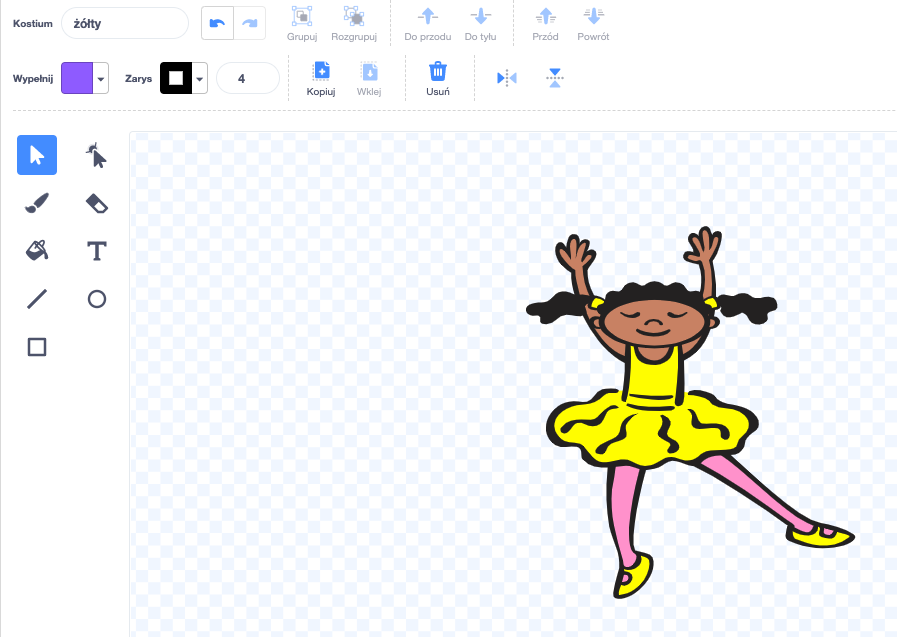 Kostium żółty
Grupuj Rozgrupuj Do przodu Do tyłu Przód Powrót
Wypełnij Zarys 4
Kopiuj Wklej Usuń
T